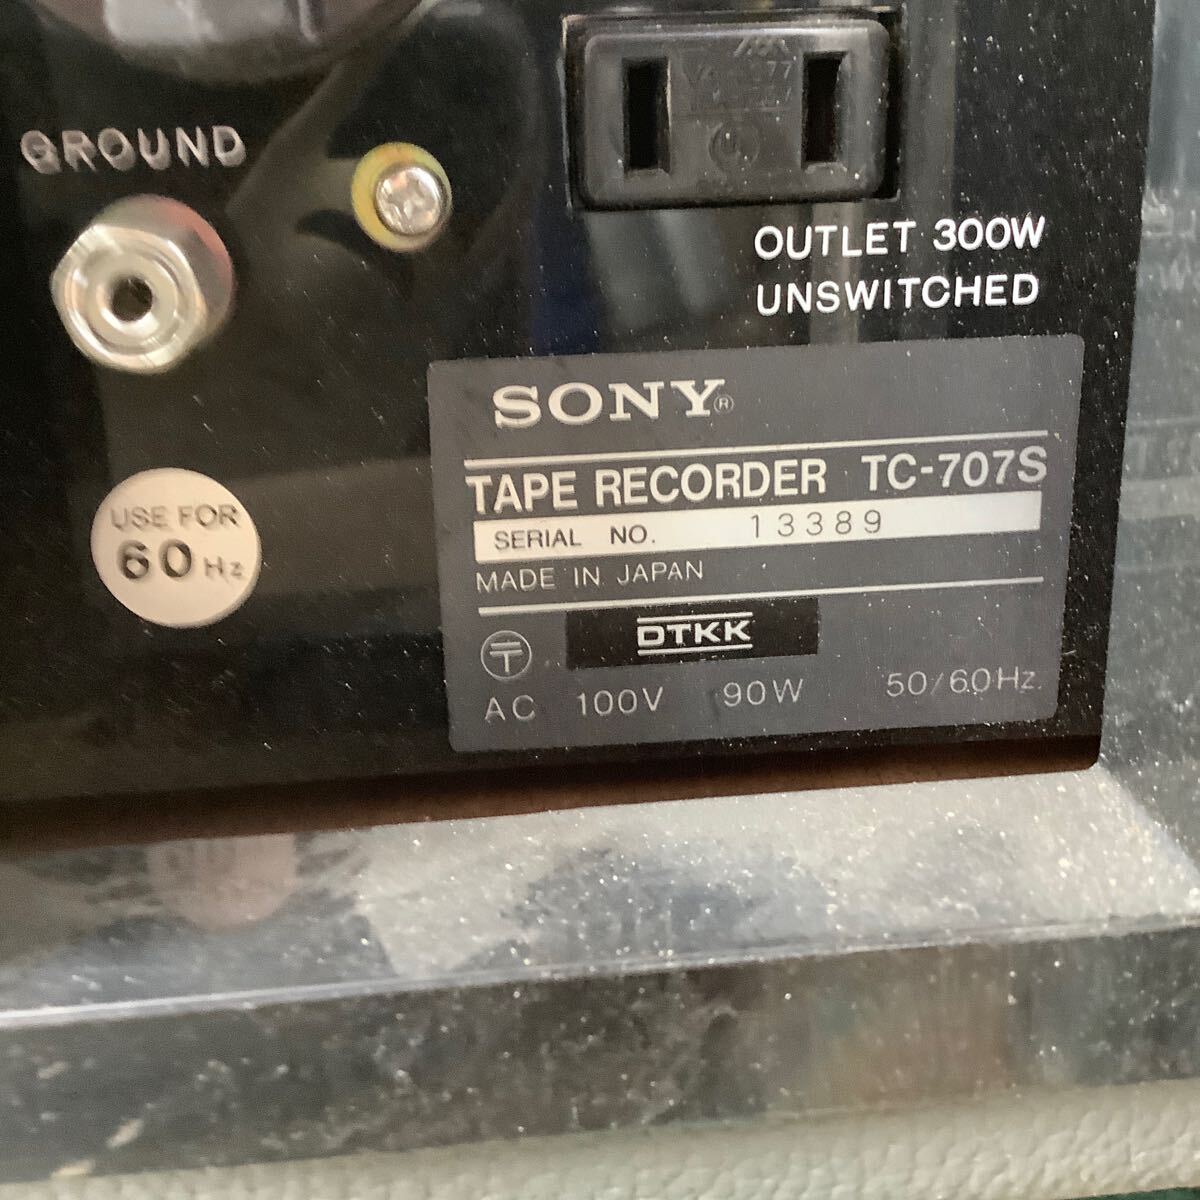 GROUND
OUTLET 300W
UNSWITCHED
SONY®
TAPE RECORDER TC-707S
SERIAL NO. 13389
MADE IN JAPAN
DTKK
〶
AC 100V 90W 50/60Hz.
USE FOR
60 Hz